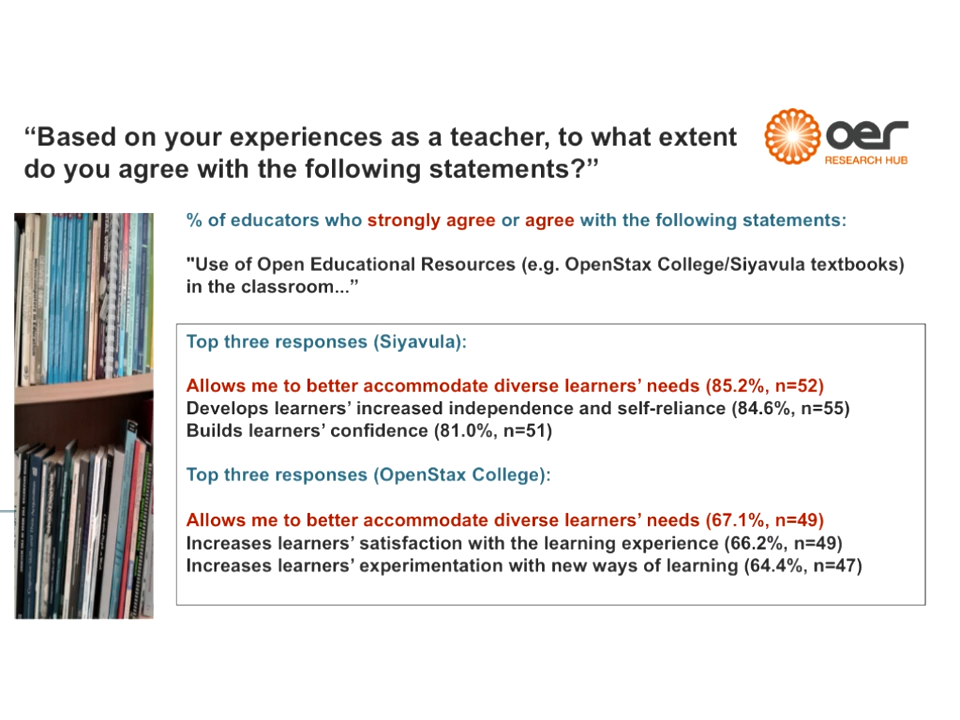 “Based on your experiences as a teacher, to what extent
do you agree with the following statements?”
oer
RESEARCH HUB
% of educators who strongly agree or agree with the following statements:
"Use of Open Educational Resources (e.g. OpenStax College/Siyavula textbooks)
in the classroom...”
Top three responses (Siyavula):
Allows me to better accommodate diverse learners’ needs (85.2%, n=52)
Develops learners’ increased independence and self-reliance (84.6%, n=55)
Builds learners’ confidence (81.0%, n=51)
Top three responses (OpenStax College):
Allows me to better accommodate diverse learners’ needs (67.1%, n=49)
Increases learners’ satisfaction with the learning experience (66.2%, n=49)
Increases learners’ experimentation with new ways of learning (64.4%, n=47)